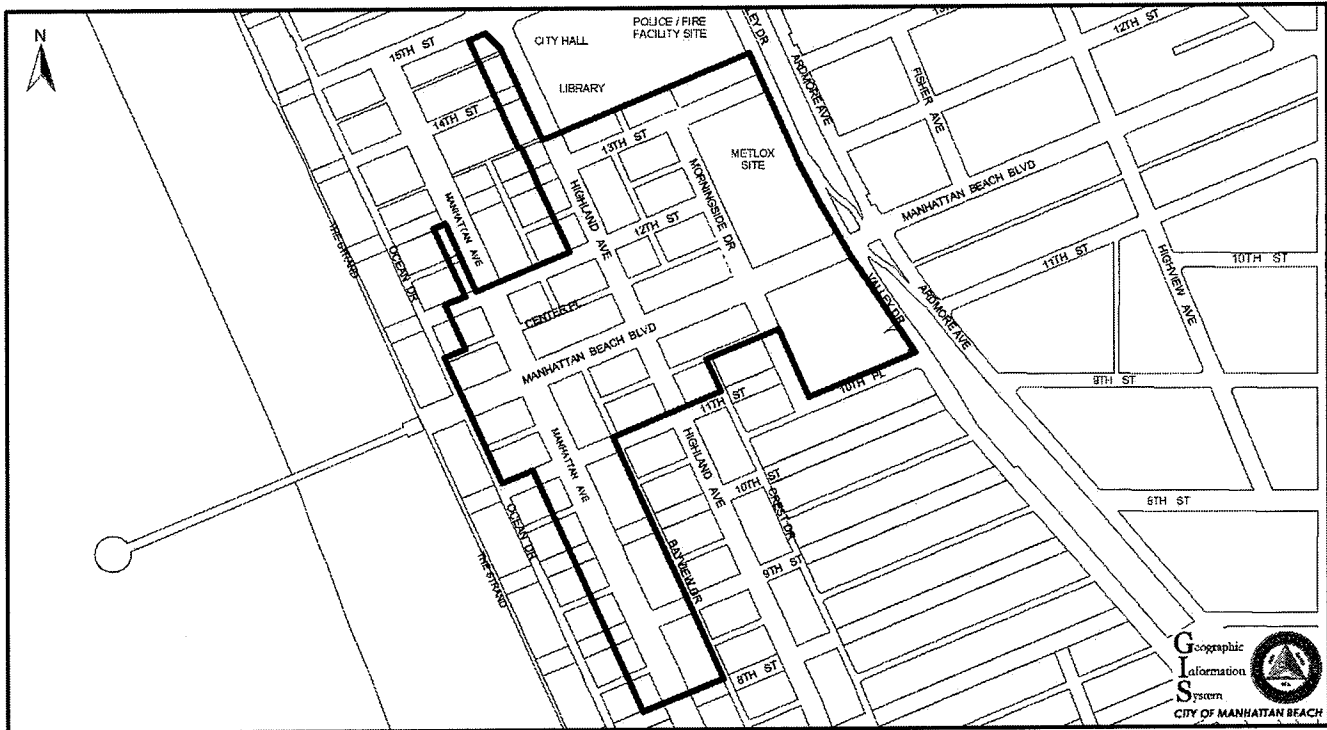 N
15TH ST
CITY HALL
POLICE / FIRE
FACILITY SITE
LIBRARY
VALLEY DR
ARDMORE AVE
FISHER AVE
12TH ST
14TH ST
13TH ST
METLOX
SITE
MORNINGSIDE DR
MANHATTAN BEACH BLVD
MANHATTAN AVE
HIGHLAND AVE
12TH ST
THE STRAND
OCEAN DR
CENTER PL
11TH ST
HIGHVIEW AVE
10TH ST
VALLEY DR
ARDMORE AVE
MANHATTAN BEACH BLVD
9TH ST
10TH PL
11TH ST
MANHATTAN AVE
HIGHLAND AVE
10TH ST
CREST DR
8TH ST
OCEAN DR
THE STRAND
BAYVIEW DR
9TH ST
8TH ST
Geographic
Information
System
CITY OF MANHATTAN BEACH